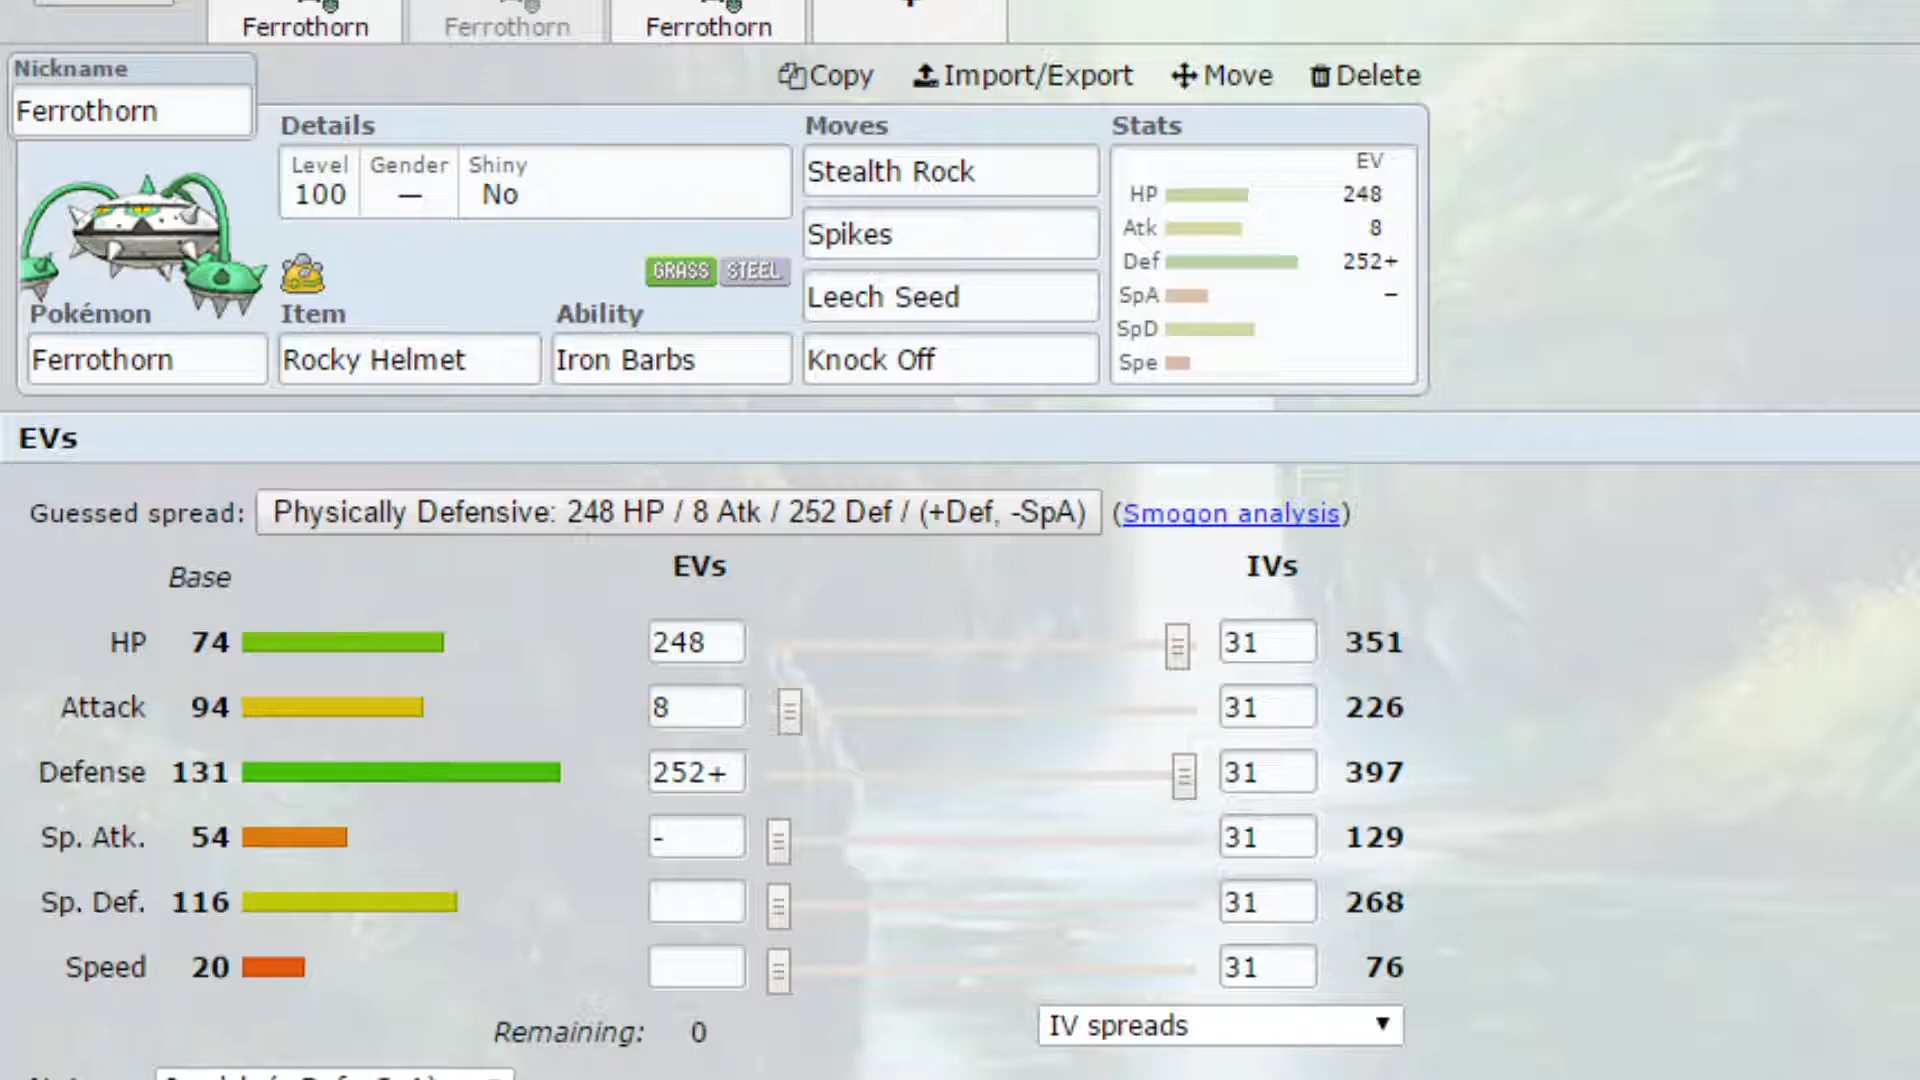 Ferrothorn Ferrothorn Ferrothorn
Nickname
Ferrothorn
Copy Import/Export Move Delete
Details
Level Gender Shiny
100 — No
GRASS STEEL
Pokémon Item Ability
Ferrothorn Rocky Helmet Iron Barbs
Moves
Stealth Rock
Spikes
Leech Seed
Knock Off
Stats
EV
HP 248
Atk 8
Def 252+
SpA −
SpD
Spe
EVs
Guessed spread: Physically Defensive: 248 HP / 8 Atk / 252 Def / (+Def, -SpA) (Smogon analysis)
Base EVs IVs
HP 74 248 31 351
Attack 94 8 31 226
Defense 131 252+ 31 397
Sp. Atk. 54 - 31 129
Sp. Def. 116 31 268
Speed 20 31 76
Remaining: 0
IV spreads